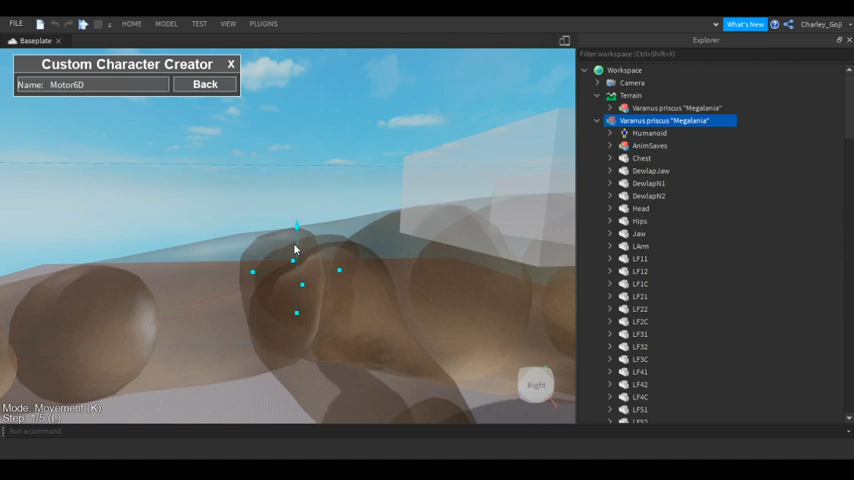 FILE
HOME
MODEL
TEST
VIEW
PLUGINS
What's New
Charley_Goji
Baseplate
Explorer
Filter workspace (Ctrl+Shift+X)
Custom Character Creator X
Name: Motor6D
Back
Right
Mode: Movement (K)
Step: 1/5 (L)
Run a command
Workspace
Camera
Terrain
Varanus priscus "Megalania"
Varanus priscus "Megalania"
Humanoid
AnimSaves
Chest
DewlapJaw
DewlapN1
DewlapN2
Head
Hips
Jaw
LArm
LF11
LF12
LF1C
LF21
LF22
LF2C
LF31
LF32
LF3C
LF41
LF42
LF4C
LF51